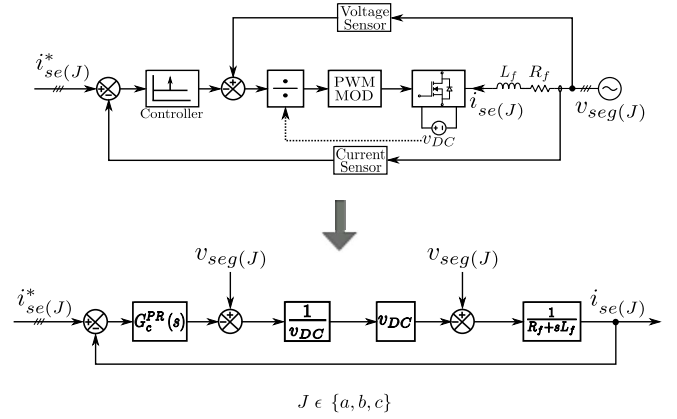 Voltage
Sensor
i*se(J)
Controller
÷
PWM
MOD
ise(J)
Lf
Rf
vseg(J)
vDC
Current
Sensor
vseg(J)
vseg(J)
i*se(J)
GcPR(s)
1/vDC
vDC
1/(Rf+sLf)
ise(J)
J ϵ {a, b, c}